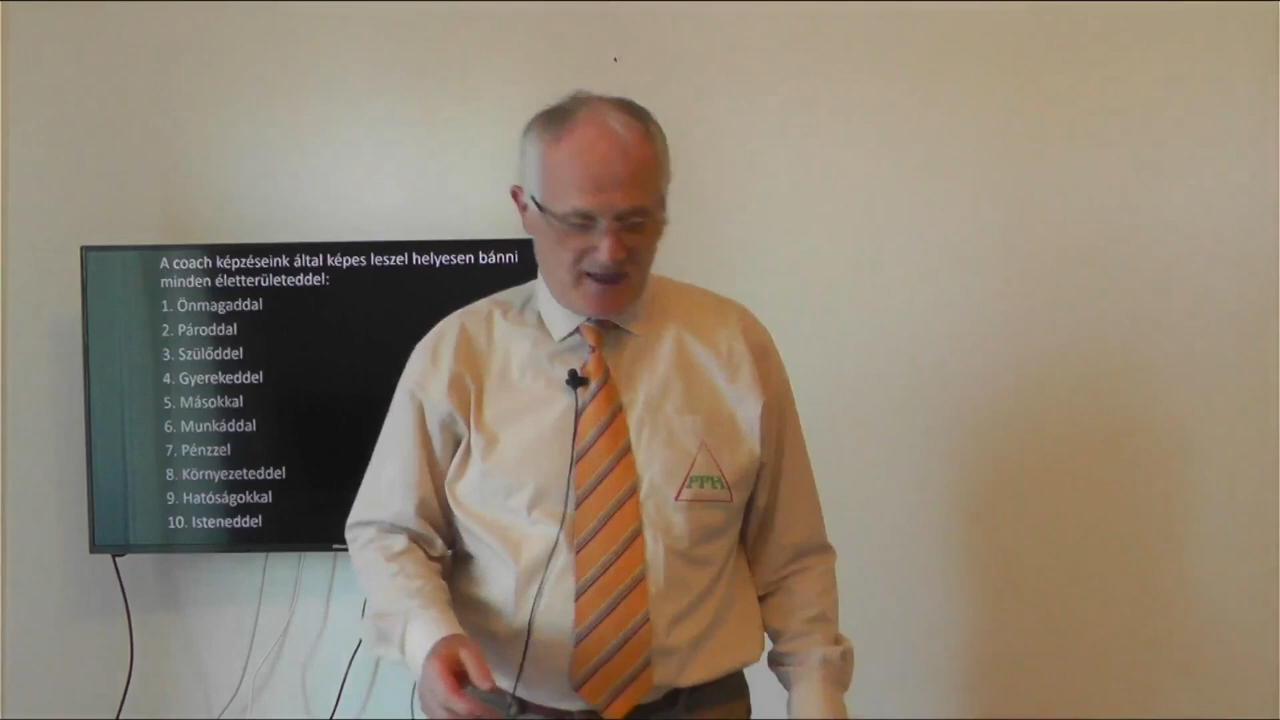 A coach képzéseink által képes leszel helyesen bánni
minden életterületeddel:
1. Önmagaddal
2. Pároddal
3. Szülőddel
4. Gyerekeddel
5. Másokkal
6. Munkáddal
7. Pénzzel
8. Környezeteddel
9. Hatóságokkal
10. Isteneddel
PPH